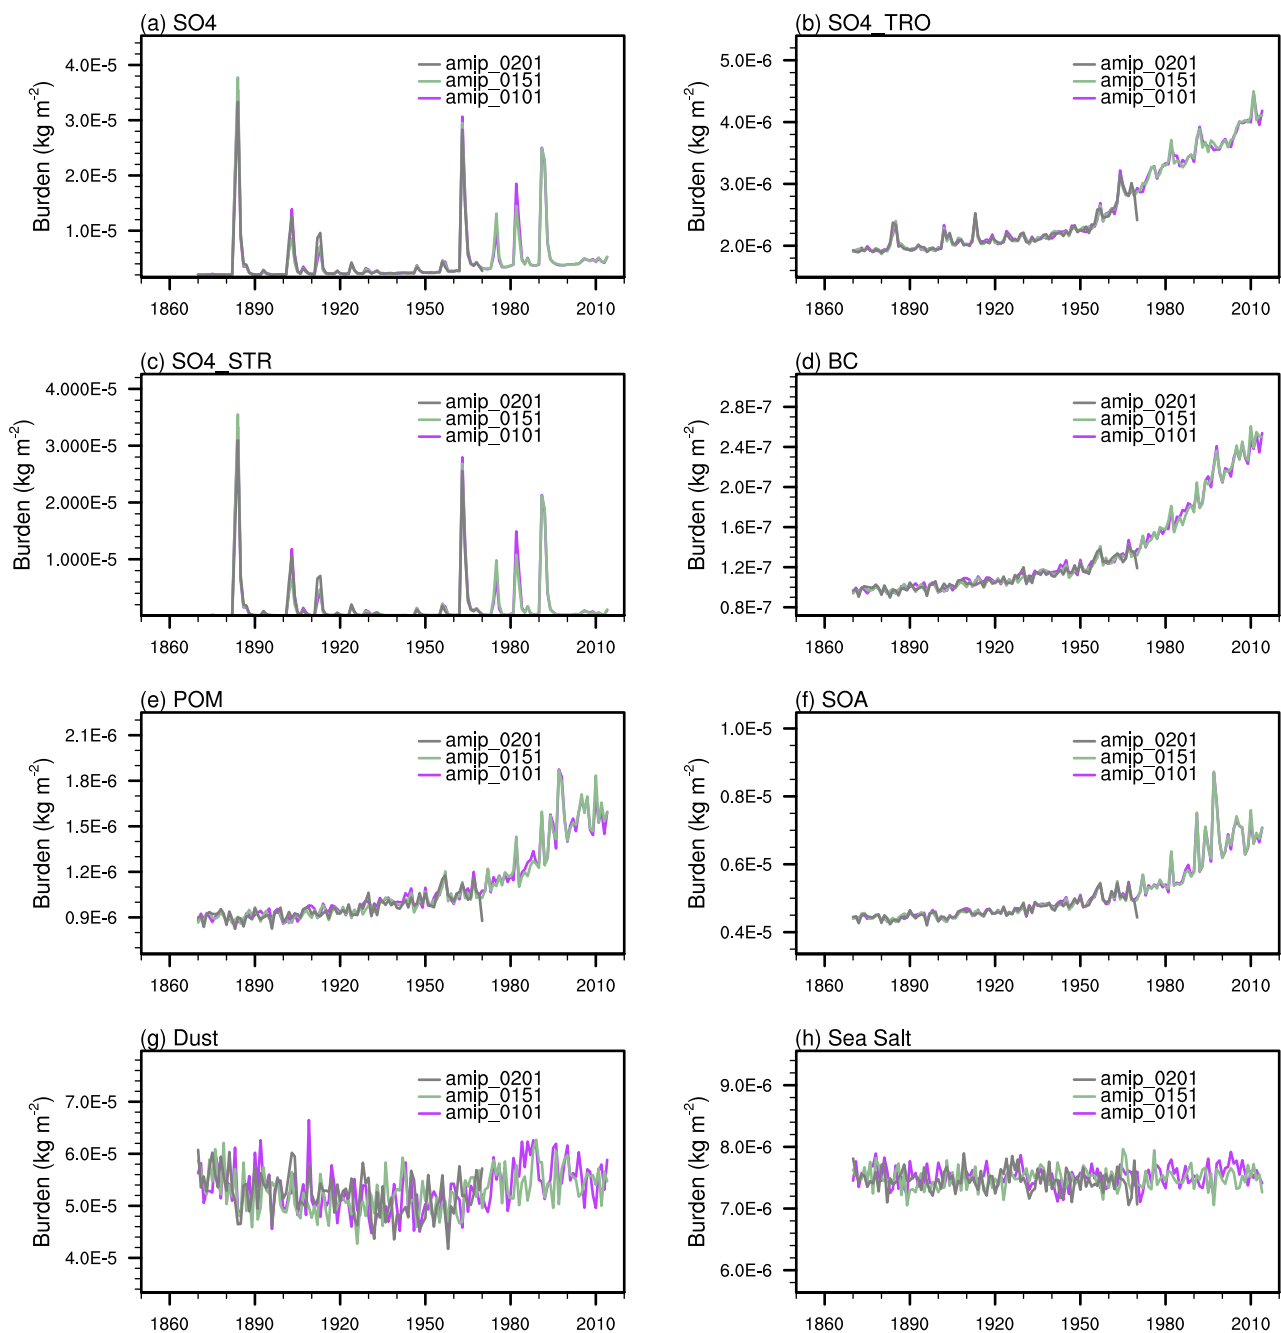 (a) SO4
Burden (kg m-2)
4.0E-5
3.0E-5
2.0E-5
1.0E-5
amip_0201
amip_0151
amip_0101
1860 1890 1920 1950 1980 2010
(b) SO4_TRO
Burden (kg m-2)
5.0E-6
4.0E-6
3.0E-6
2.0E-6
amip_0201
amip_0151
amip_0101
1860 1890 1920 1950 1980 2010
(c) SO4_STR
Burden (kg m-2)
4.000E-5
3.000E-5
2.000E-5
1.000E-5
amip_0201
amip_0151
amip_0101
1860 1890 1920 1950 1980 2010
(d) BC
Burden (kg m-2)
2.8E-7
2.4E-7
2.0E-7
1.6E-7
1.2E-7
0.8E-7
amip_0201
amip_0151
amip_0101
1860 1890 1920 1950 1980 2010
(e) POM
Burden (kg m-2)
2.1E-6
1.8E-6
1.5E-6
1.2E-6
0.9E-6
amip_0201
amip_0151
amip_0101
1860 1890 1920 1950 1980 2010
(f) SOA
Burden (kg m-2)
1.0E-5
0.8E-5
0.6E-5
0.4E-5
amip_0201
amip_0151
amip_0101
1860 1890 1920 1950 1980 2010
(g) Dust
Burden (kg m-2)
7.0E-5
6.0E-5
5.0E-5
4.0E-5
amip_0201
amip_0151
amip_0101
1860 1890 1920 1950 1980 2010
(h) Sea Salt
Burden (kg m-2)
9.0E-6
8.0E-6
7.0E-6
6.0E-6
amip_0201
amip_0151
amip_0101
1860 1890 1920 1950 1980 2010